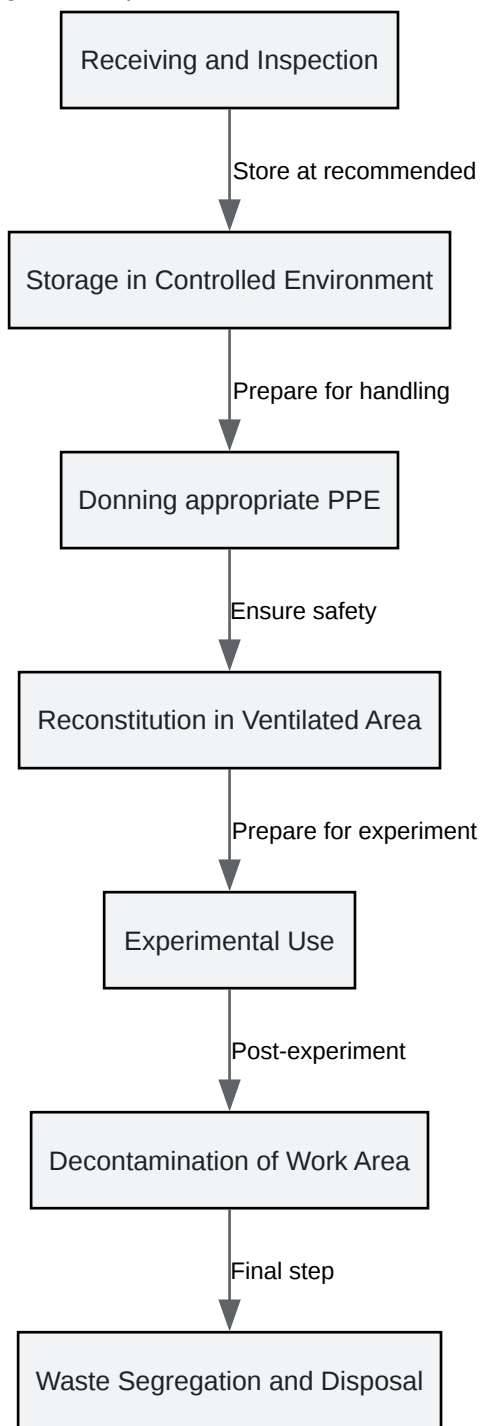 Receiving and Inspection
Store at recommended
Storage in Controlled Environment
Prepare for handling
Donning appropriate PPE
Ensure safety
Reconstitution in Ventilated Area
Prepare for experiment
Experimental Use
Post-experiment
Decontamination of Work Area
Final step
Waste Segregation and Disposal